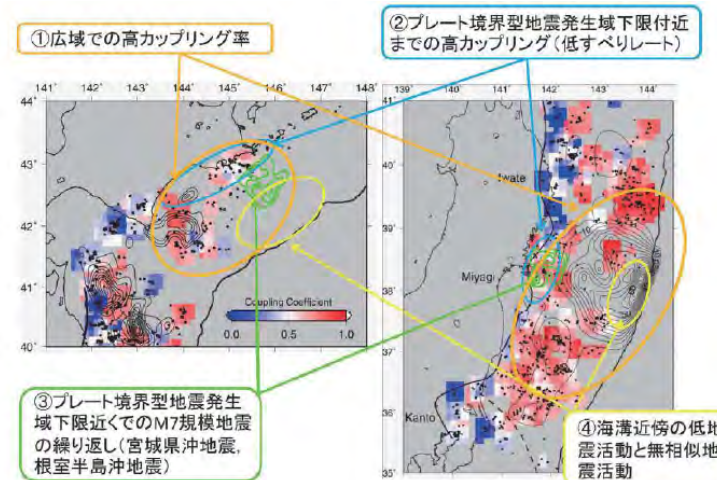 ①広域での高カップリング率
②プレート境界型地震発生域下限付近
までの高カップリング(低すべりレート)
141° 142° 143° 144° 145° 146° 147° 148°
44°
43°
42°
41°
40°
Coupling Coefficient
0.0 0.5 1.0
139° 140° 141° 142° 143° 144°
41°
40°
39°
38°
37°
36°
35°
Iwate
Miyagi
Kanto
③プレート境界型地震発生
域下限近くでのM7規模地震
の繰り返し(宮城県沖地震,
根室半島沖地震)
④海溝近傍の低地
震活動と無相似地
震活動